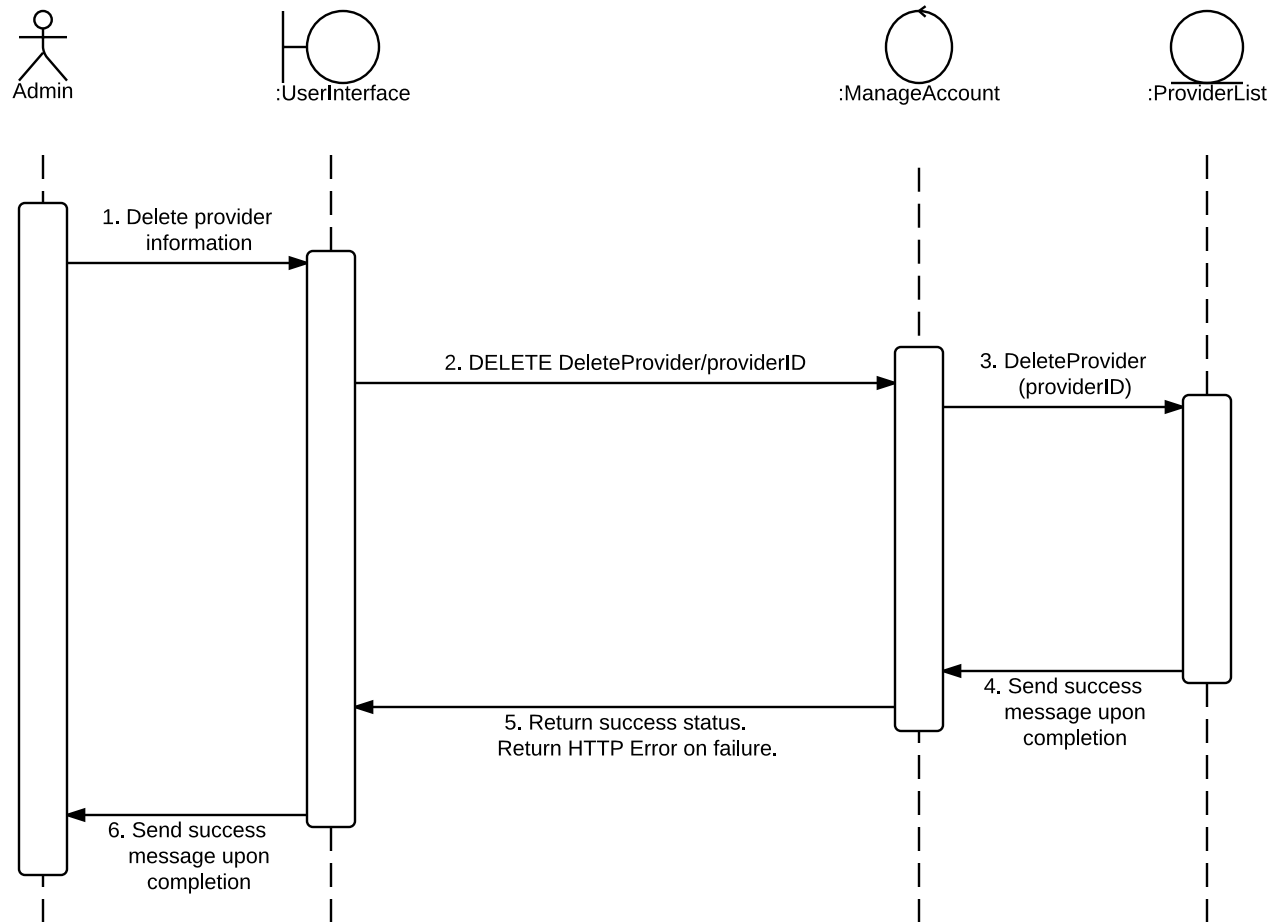 Admin
:UserInterface
:ManageAccount
:ProviderList
1. Delete provider
information
2. DELETE DeleteProvider/providerID
3. DeleteProvider
(providerID)
4. Send success
message upon
completion
5. Return success status.
Return HTTP Error on failure.
6. Send success
message upon
completion